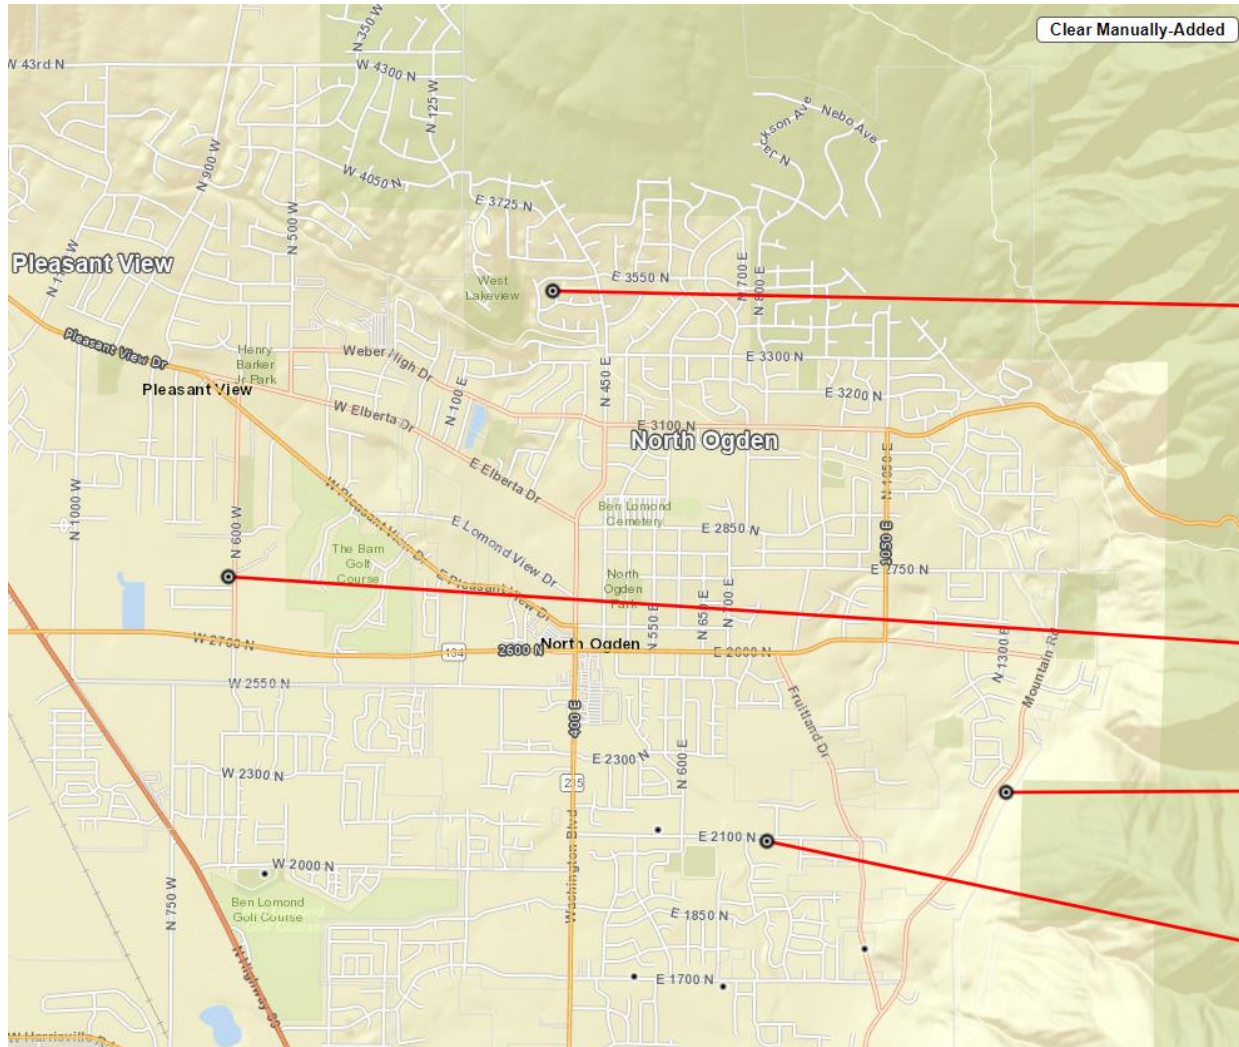 Clear Manually-Added
N 350 W
W 43rd N
W 4300 N
N 125 W
Nebo Ave
N Jackson Ave
N 900 W
W 4050 N
E 3725 N
N 500 W
Pleasant View
West
Lakeview
E 3550 N
N 700 E
N 800 E
Pleasant View Dr
Henry
Barker
Jr Park
Weber High Dr
E 3300 N
Pleasant View
N 100 E
N 450 E
E 3200 N
W Elberta Dr
E 3100 N
North Ogden
E Elberta Dr
N 1050 E
W Pleasant View Dr
N 1000 W
N 600 W
Ben Lomond
Cemetery
E 2850 N
E Lomond View Dr
1050 E
The Barn
Golf
Course
E 2750 N
North
Ogden
Park
E Pleasant View Dr
N 550 E
N 650 E
N 700 E
W 2700 N
134
2600 N
North Ogden
E 2600 N
N 1300 E
Mountain Rd
W 2550 N
Fruitland Dr
400 E
E 2300 N
N 600 E
W 2300 N
235
Washington Blvd
E 2100 N
W 2000 N
N 750 W
Ben Lomond
Golf Course
E 1850 N
E 1700 N
W Harrisville Rd